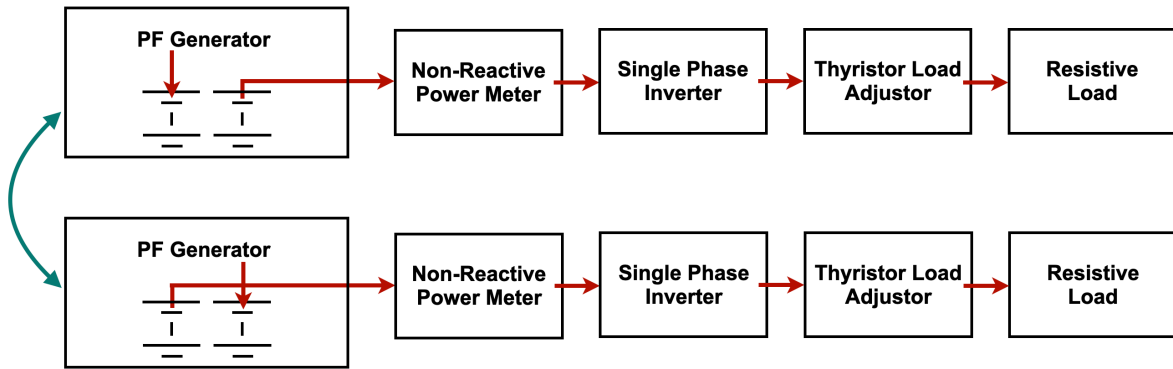 PF Generator
Non-Reactive
Power Meter
Single Phase
Inverter
Thyristor Load
Adjustor
Resistive
Load
PF Generator
Non-Reactive
Power Meter
Single Phase
Inverter
Thyristor Load
Adjustor
Resistive
Load